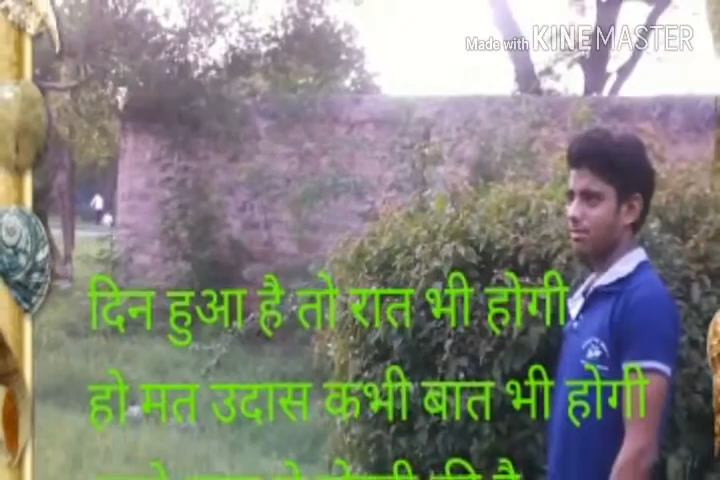 Made with KINEMASTER
दिन हुआ है तो रात भी होगी
हो मत उदास कभी बात भी होगी